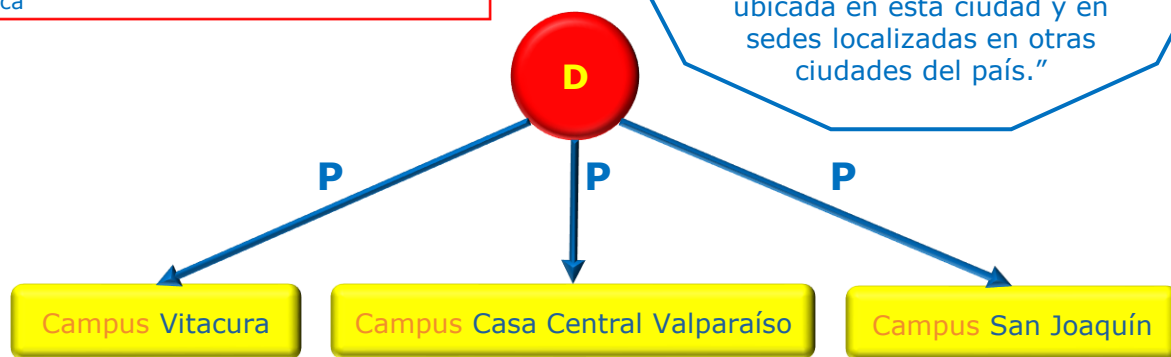 ubicada en esta ciudad y en
sedes localizadas en otras
ciudades del país.”
D
P
P
P
Campus Vitacura
Campus Casa Central Valparaíso
Campus San Joaquín